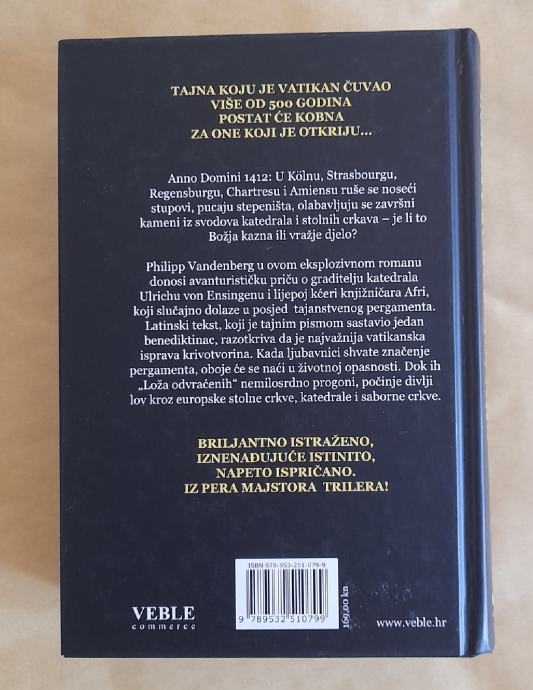 TAJNA KOJU JE VATIKAN ČUVAO
VIŠE OD 500 GODINA
POSTAT ĆE KOBNA
ZA ONE KOJI JE OTKRIJU...
Anno Domini 1412: U Kölnu, Strasbourgu,
Regensburgu, Chartresu i Amiensu ruše se noseći
stupovi, pucaju stepeništa, olabavljuju se završni
kameni iz svodova katedrala i stolnih crkava – je li to
Božja kazna ili vražje djelo?
Philipp Vandenberg u ovom eksplozivnom romanu
donosi avanturističku priču o graditelju katedrala
Ulrichu von Ensingenu i lijepoj kćeri knjižničara Afri,
koji slučajno dolaze u posjed tajanstvenog pergamenta.
Latinski tekst, koji je tajnim pismom sastavio jedan
benediktinac, razotkriva da je najvažnija vatikanska
isprava krivotvorina. Kada ljubavnici shvate značenje
pergamenta, oboje će se naći u životnoj opasnosti. Dok ih
„Loža odvraćenih“ nemilosrdno progoni, počinje divlji
lov kroz europske stolne crkve, katedrale i saborne crkve.
BRILJANTNO ISTRAŽENO,
IZNENAĐUJUĆE ISTINITO,
NAPETO ISPRIČANO.
IZ PERA MAJSTORA TRILERA!
ISBN 978-953-251-079-9
9 789532 510799
169,00 kn
VEBLE
commerce
www.veble.hr